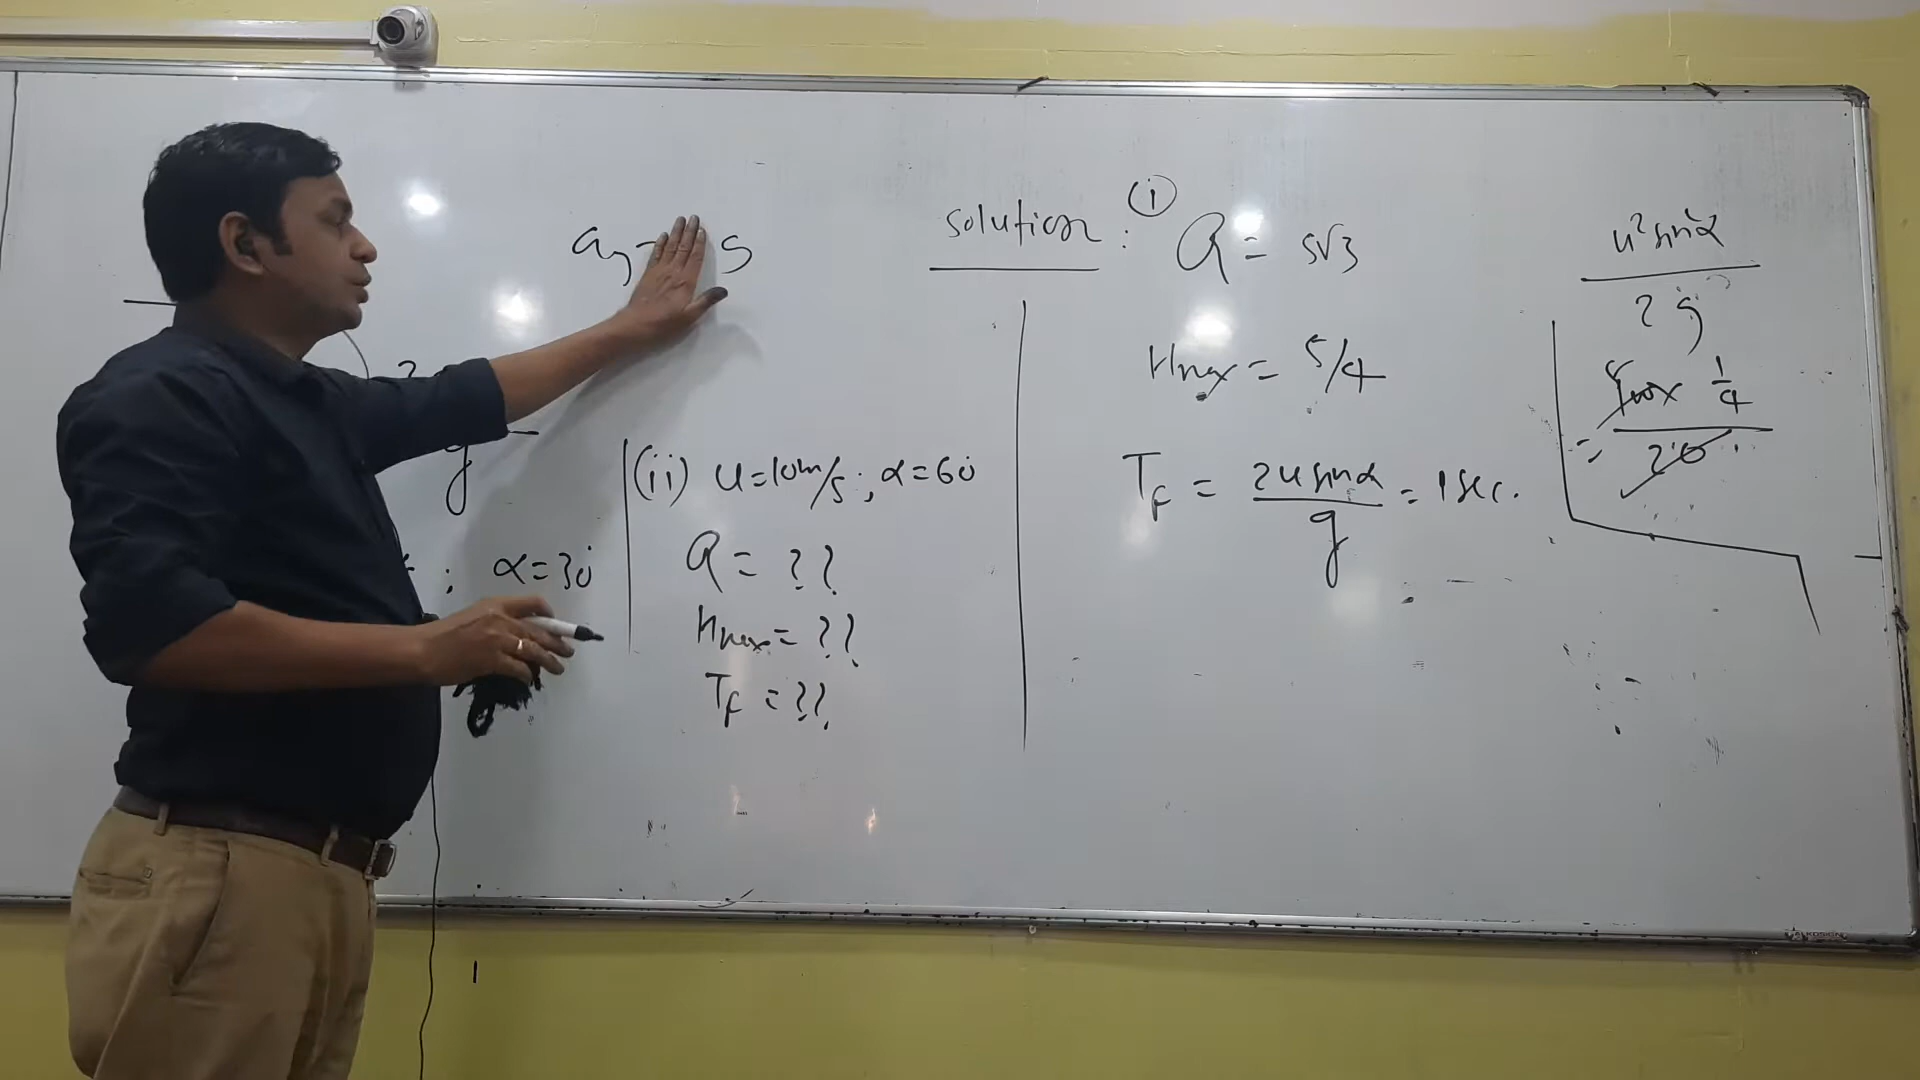 solution : (i) R = 5√3
u² sin²α / 2g
Hmax = 5/4
= 100 x 1/4 / 20
Tf = 2u sinα / g = 1 sec.
g
; α = 30°
(ii) u = 10m/s ; α = 60°
R = ??
Hmax = ??
Tf = ??